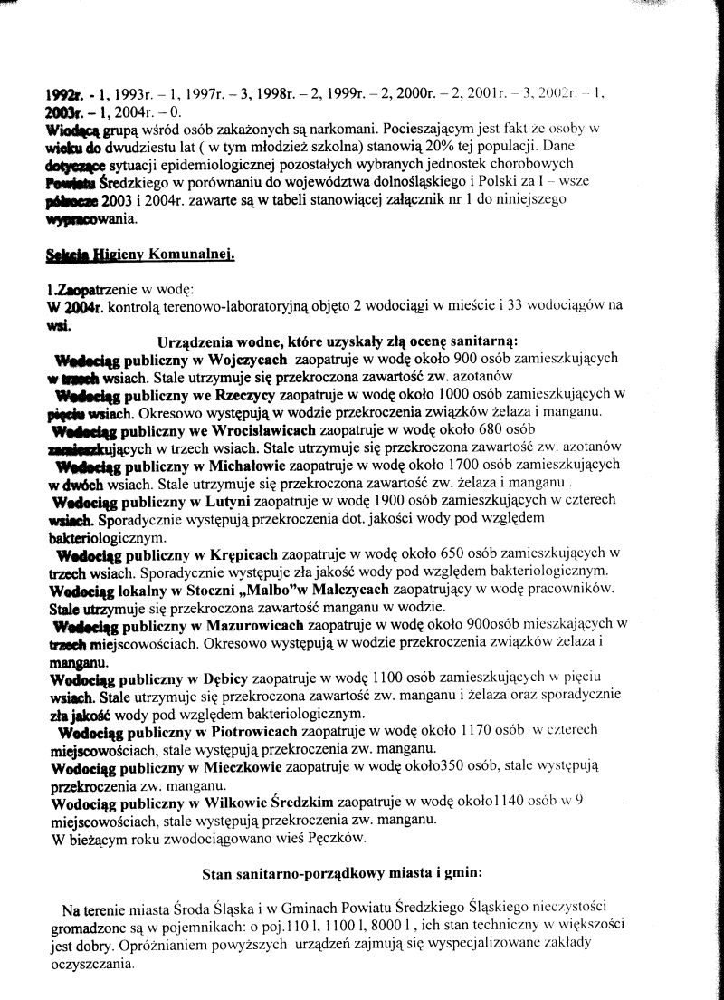 1992r. - 1, 1993r. – 1, 1997r. – 3, 1998r. – 2, 1999r. – 2, 2000r. – 2, 2001r. – 3, 2002r. – 1,
2003r. – 1, 2004r. – 0.
Wiodącą grupą wśród osób zakażonych są narkomani. Pocieszającym jest fakt że osoby w
wieku do dwudziestu lat ( w tym młodzież szkolna) stanowią 20% tej populacji. Dane
dotyczące sytuacji epidemiologicznej pozostałych wybranych jednostek chorobowych
Powiatu Średzkiego w porównaniu do województwa dolnośląskiego i Polski za I – wsze
półrocze 2003 i 2004r. zawarte są w tabeli stanowiącej załącznik nr 1 do niniejszego
wypracowania.
Sekcja Higieny Komunalnej.
1.Zaopatrzenie w wodę:
W 2004r. kontrolą terenowo-laboratoryjną objęto 2 wodociągi w mieście i 33 wodociągów na
wsi.
Urządzenia wodne, które uzyskały złą ocenę sanitarną:
Wodociąg publiczny w Wojczycach zaopatruje w wodę około 900 osób zamieszkujących
w trzech wsiach. Stale utrzymuje się przekroczona zawartość zw. azotanów
Wodociąg publiczny we Rzeczycy zaopatruje w wodę około 1000 osób zamieszkujących w
pięciu wsiach. Okresowo występują w wodzie przekroczenia związków żelaza i manganu.
Wodociąg publiczny we Wrocisławicach zaopatruje w wodę około 680 osób
zamieszkujących w trzech wsiach. Stale utrzymuje się przekroczona zawartość zw. azotanów
Wodociąg publiczny w Michałowie zaopatruje w wodę około 1700 osób zamieszkujących
w dwóch wsiach. Stale utrzymuje się przekroczona zawartość zw. żelaza i manganu .
Wodociąg publiczny w Lutyni zaopatruje w wodę 1900 osób zamieszkujących w czterech
wsiach. Sporadycznie występują przekroczenia dot. jakości wody pod względem
bakteriologicznym.
Wodociąg publiczny w Krępicach zaopatruje w wodę około 650 osób zamieszkujących w
trzech wsiach. Sporadycznie występuje zła jakość wody pod względem bakteriologicznym.
Wodociąg lokalny w Stoczni „Malbo”w Malczycach zaopatrujący w wodę pracowników.
Stale utrzymuje się przekroczona zawartość manganu w wodzie.
Wodociąg publiczny w Mazurowicach zaopatruje w wodę około 900osób mieszkających w
trzech miejscowościach. Okresowo występują w wodzie przekroczenia związków żelaza i
manganu.
Wodociąg publiczny w Dębicy zaopatruje w wodę 1100 osób zamieszkujących w pięciu
wsiach. Stale utrzymuje się przekroczona zawartość zw. manganu i żelaza oraz sporadycznie
zła jakość wody pod względem bakteriologicznym.
Wodociąg publiczny w Piotrowicach zaopatruje w wodę około 1170 osób w czterech
miejscowościach, stale występują przekroczenia zw. manganu.
Wodociąg publiczny w Mieczkowie zaopatruje w wodę około350 osób, stale występują
przekroczenia zw. manganu.
Wodociąg publiczny w Wilkowie Średzkim zaopatruje w wodę około1140 osób w 9
miejscowościach, stale występują przekroczenia zw. manganu.
W bieżącym roku zwodociągowano wieś Pęczków.
Stan sanitarno-porządkowy miasta i gmin:
Na terenie miasta Środa Śląska i w Gminach Powiatu Średzkiego Śląskiego nieczystości
gromadzone są w pojemnikach: o poj.110 l, 1100 l, 8000 l , ich stan techniczny w większości
jest dobry. Opróżnianiem powyższych urządzeń zajmują się wyspecjalizowane zakłady
oczyszczania.